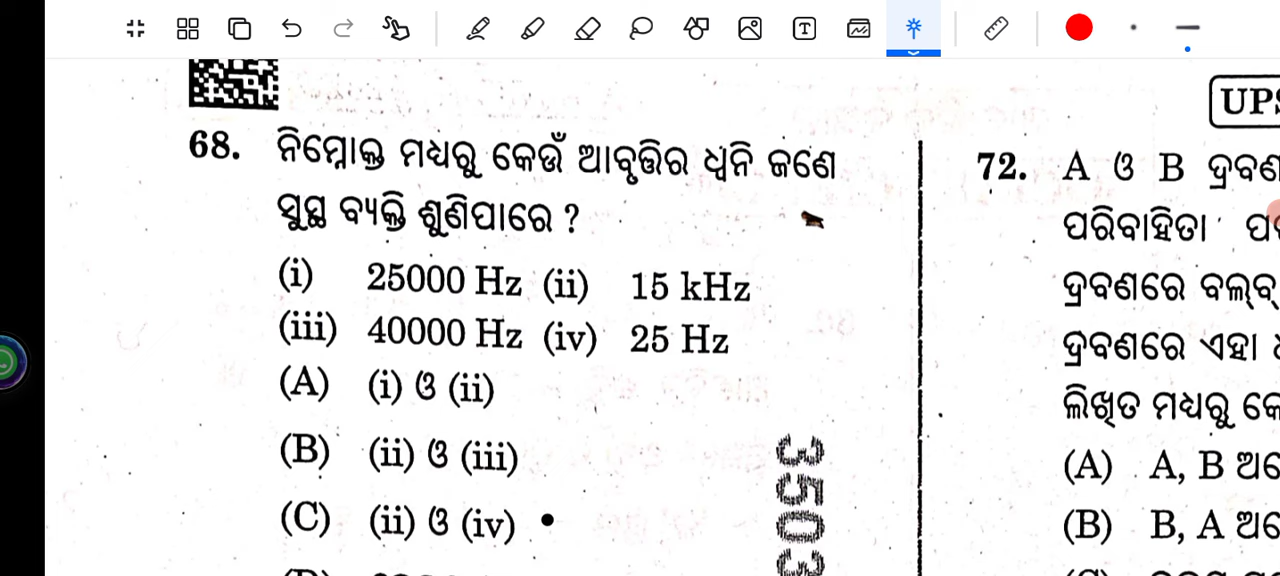 68. ନିମ୍ନୋକ୍ତ ମଧ୍ୟରୁ କେଉଁ ଆବୃତ୍ତିର ଧ୍ୱନି ଜଣେ
ସୁସ୍ଥ ବ୍ୟକ୍ତି ଶୁଣିପାରେ ?
(i) 25000 Hz (ii) 15 kHz
(iii) 40000 Hz (iv) 25 Hz
(A) (i) ଓ (ii)
(B) (ii) ଓ (iii)
(C) (ii) ଓ (iv)
3503
72. A ଓ B ଦ୍ରବଣ
ପରିବାହିତା
ଦ୍ରବଣରେ ବଲ୍‌ବ୍
ଦ୍ରବଣରେ ଏହା
ଲିଖିତ ମଧ୍ୟରୁ
(A) A, B
(B) B, A